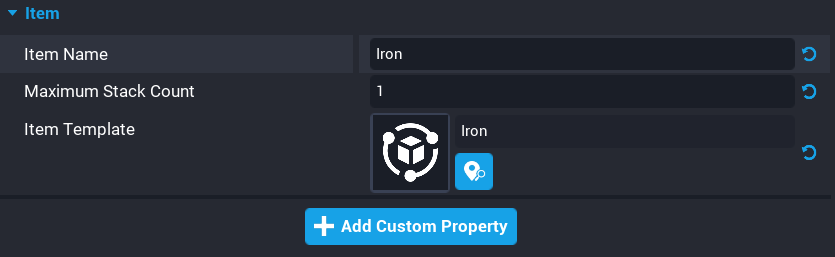 Item
Item Name Iron
Maximum Stack Count 1
Item Template Iron
Add Custom Property